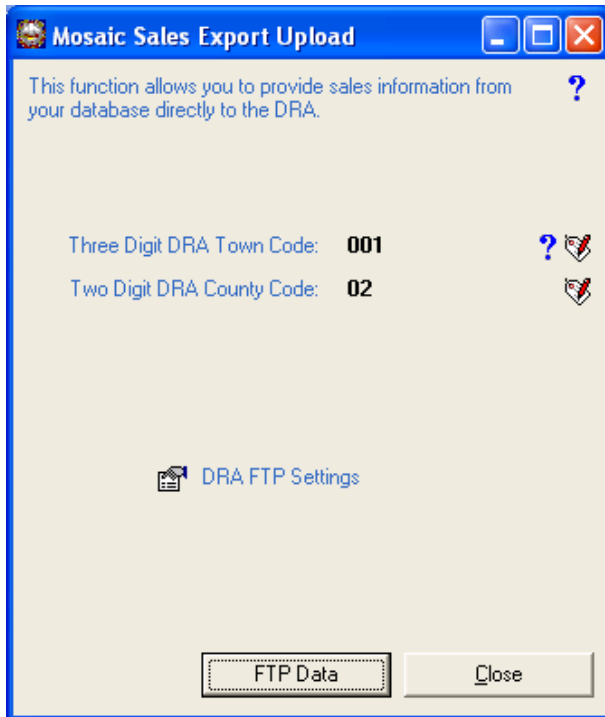 Mosaic Sales Export Upload
This function allows you to provide sales information from
your database directly to the DRA.
?
Three Digit DRA Town Code: 001 ?
Two Digit DRA County Code: 02
DRA FTP Settings
FTP Data Close